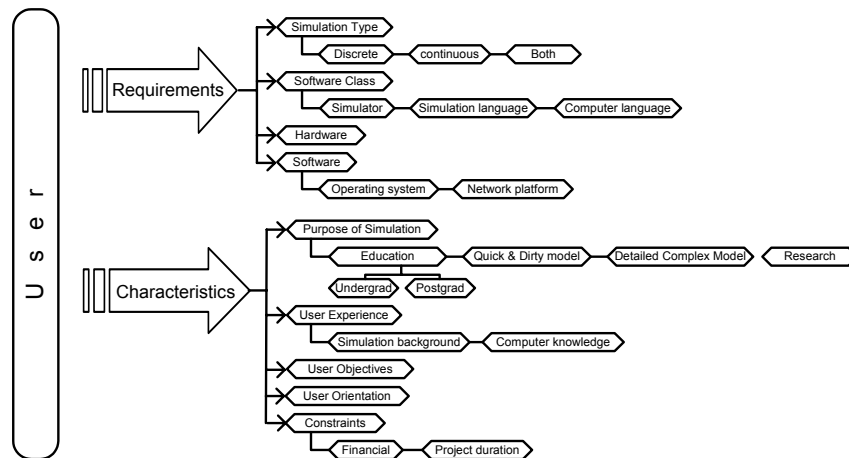 User
Requirements
Simulation Type
Discrete continuous Both
Software Class
Simulator Simulation language Computer language
Hardware
Software
Operating system Network platform
Characteristics
Purpose of Simulation
Education Quick & Dirty model Detailed Complex Model Research
Undergrad Postgrad
User Experience
Simulation background Computer knowledge
User Objectives
User Orientation
Constraints
Financial Project duration